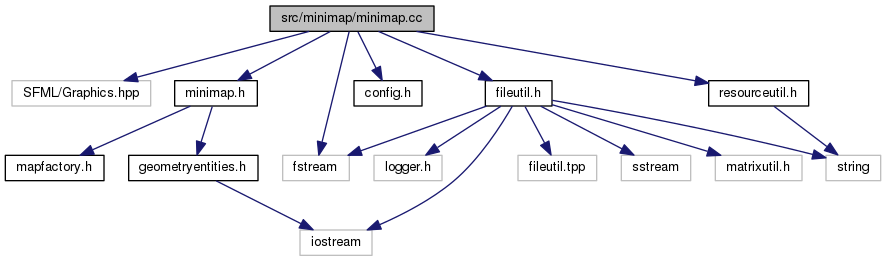 src/minimap/minimap.cc
SFML/Graphics.hpp
minimap.h
config.h
fileutil.h
resourceutil.h
mapfactory.h
geometryentities.h
fstream
logger.h
fileutil.tpp
sstream
matrixutil.h
string
iostream